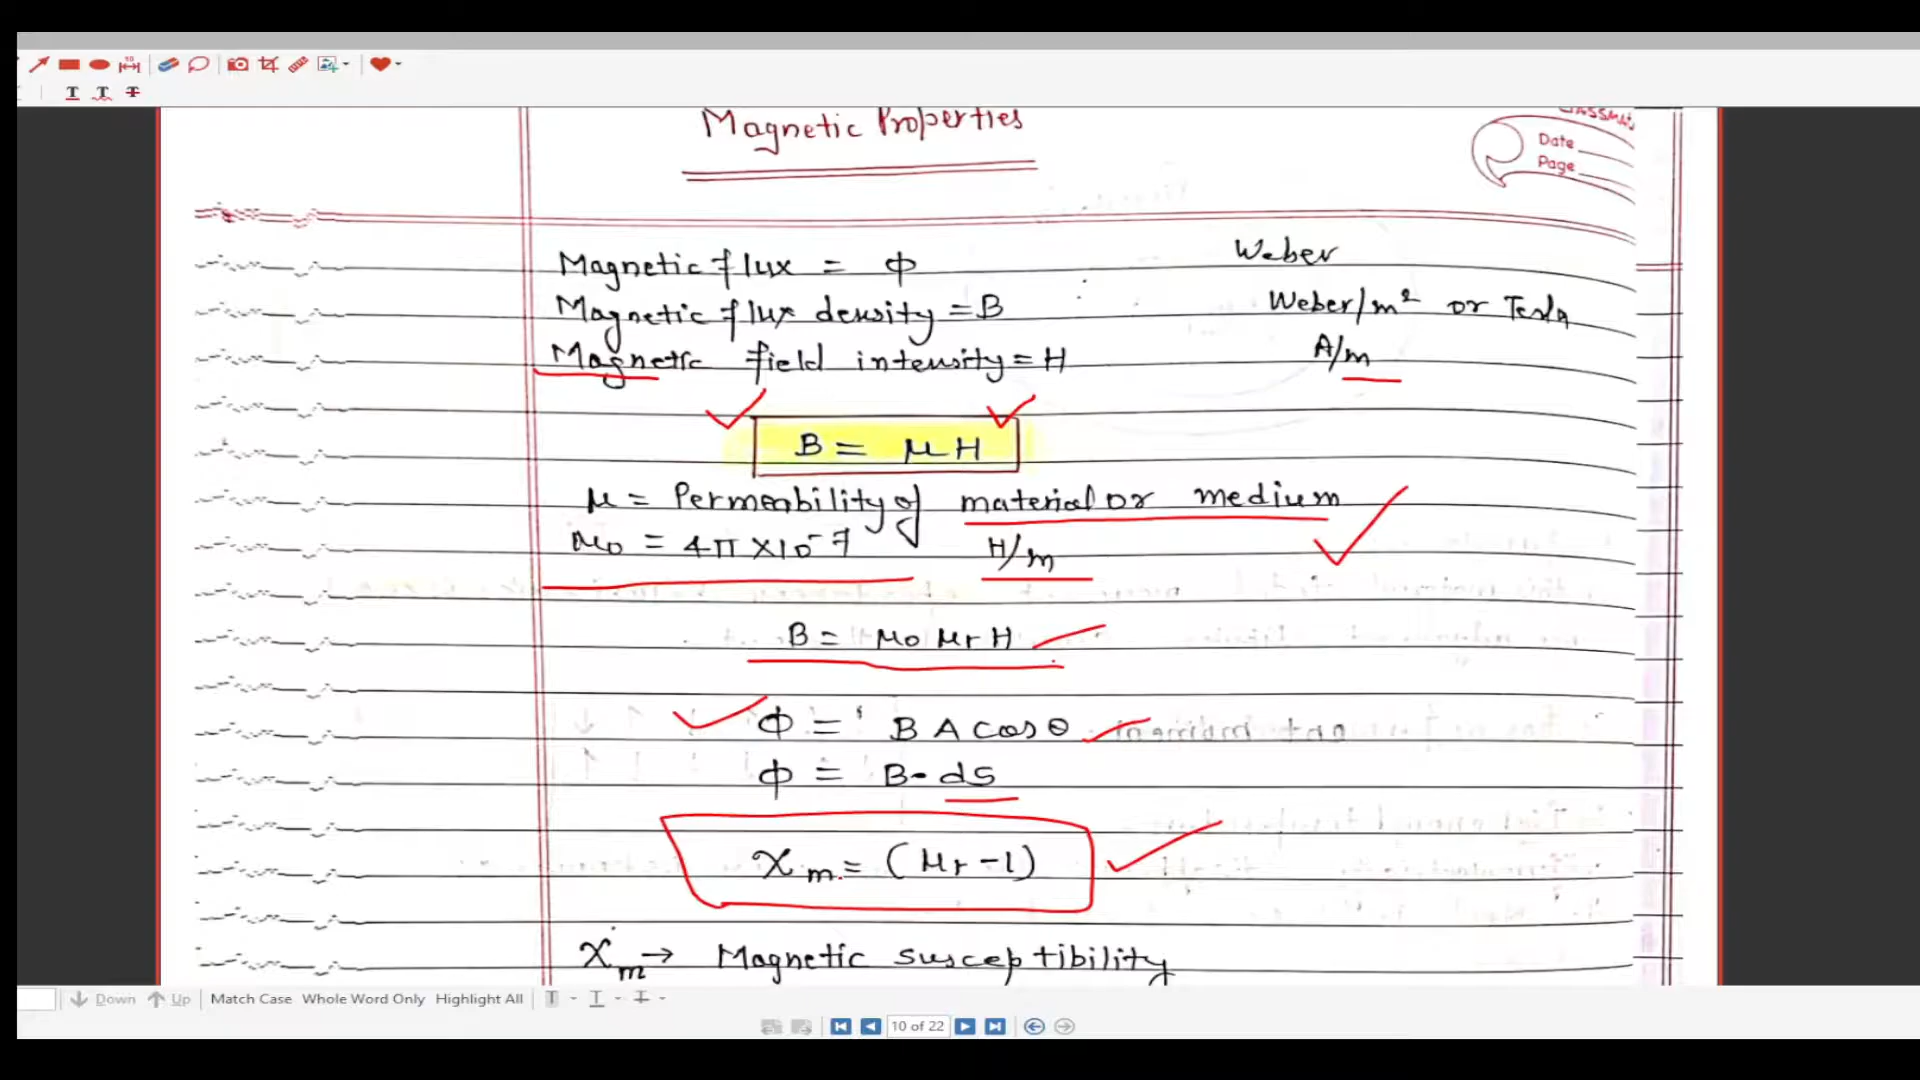 10
T T T
Magnetic Properties
Date
Page
Magnetic flux = Φ Weber
Magnetic flux density = B Weber/m² or Tesla
Magnetic field intensity = H A/m
B = μH
μ = Permeability of material or medium
μ0 = 4π×10⁻⁷ H/m
B = μ0 μr H
Φ = B A cosθ
Φ = B • ds
χm = (μr - 1)
χm → Magnetic susceptibility
Down Up Match Case Whole Word Only Highlight All T T T
10 of 22